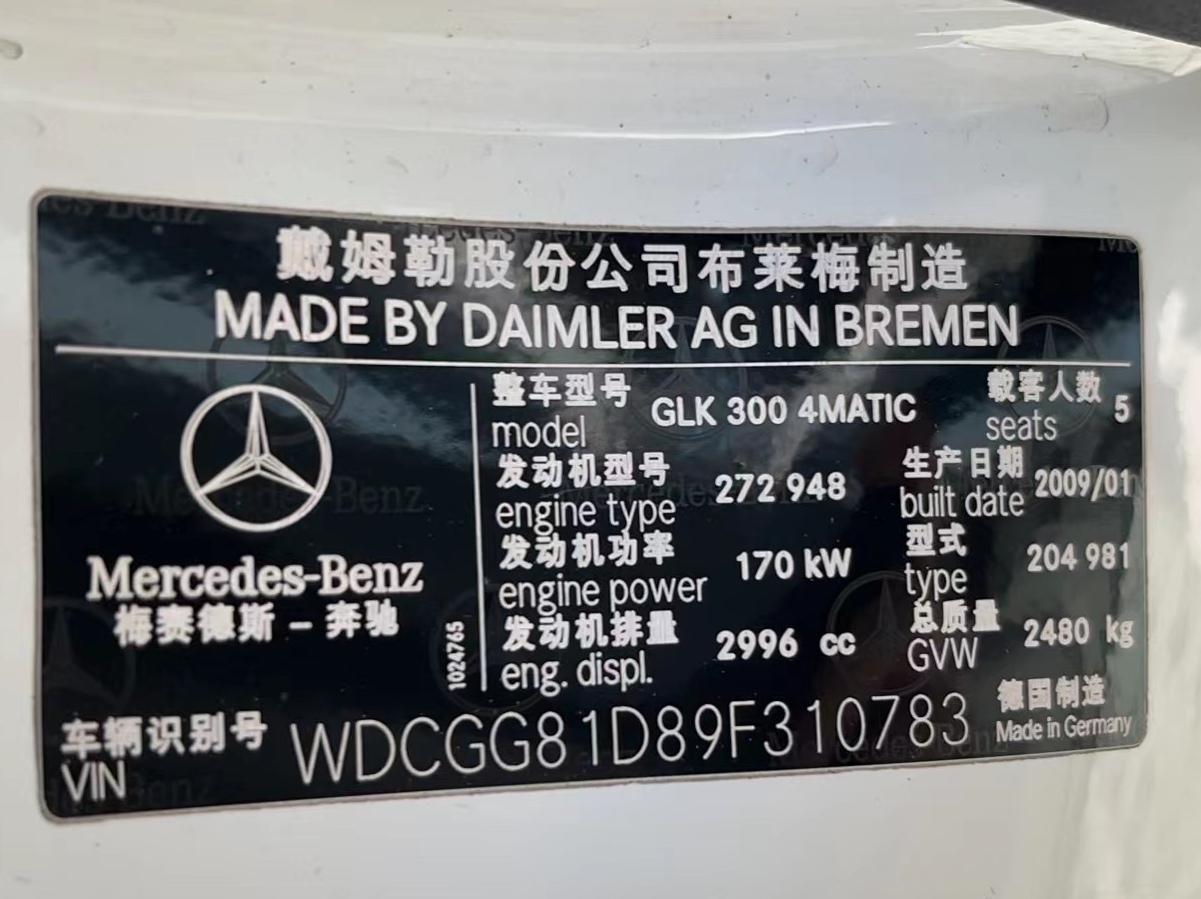 戴姆勒股份公司布莱梅制造
MADE BY DAIMLER AG IN BREMEN
Mercedes-Benz
梅赛德斯 – 奔驰
1024765
整车型号
model
GLK 300 4MATIC
载客人数
seats
5
发动机型号
engine type
272 948
生产日期
built date
2009/01
发动机功率
engine power
170 kW
型式
type
204 981
发动机排量
eng. displ.
2996 cc
总质量
GVW
2480 kg
车辆识别号
VIN
WDCGG81D89F310783
德国制造
Made in Germany